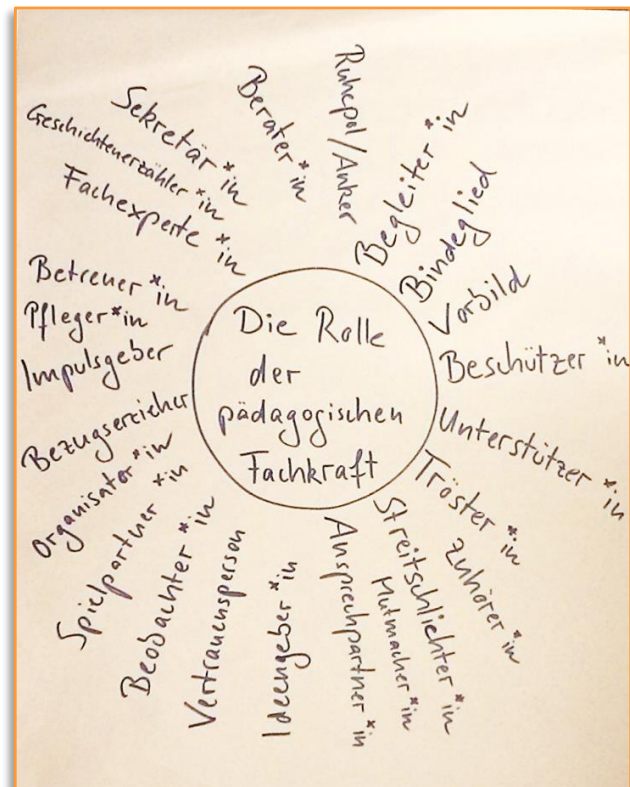 Die Rolle
der
pädagogischen
Fachkraft
Ruhepol/Anker
Begleiter*in
Bindeglied
Vorbild
Beschützer*in
Unterstützer*in
Tröster*in
Zuhörer*in
Streitschlichter*in
Mutmacher*in
Ansprechpartner*in
Ideengeber*in
Vertrauensperson
Beobachter*in
Spielpartner*in
Organisator*in
Bezugserzieher
Impulsgeber
Pfleger*in
Betreuer*in
Fachexperte*in
Geschichtenerzähler*in
Sekretär*in
Berater*in